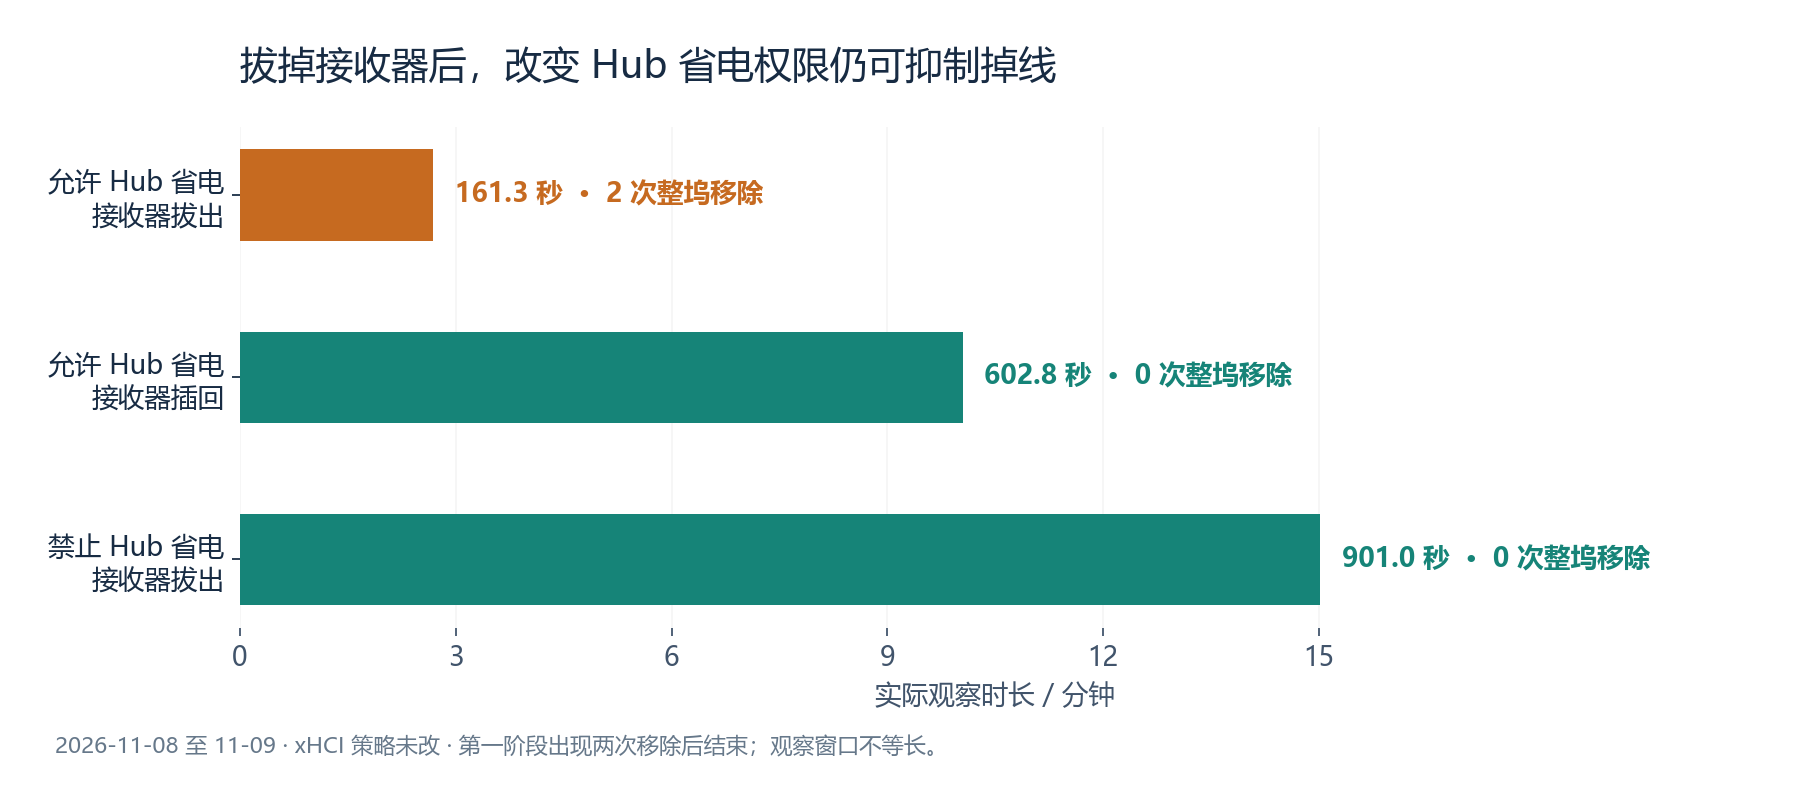 拔掉接收器后，改变 Hub 省电权限仍可抑制掉线
允许 Hub 省电
接收器拔出
161.3 秒 • 2 次整坞移除
允许 Hub 省电
接收器插回
602.8 秒 • 0 次整坞移除
禁止 Hub 省电
接收器拔出
901.0 秒 • 0 次整坞移除
0 3 6 9 12 15
实际观察时长 / 分钟
2026-11-08 至 11-09 · xHCI 策略未改 · 第一阶段出现两次移除后结束；观察窗口不等长。